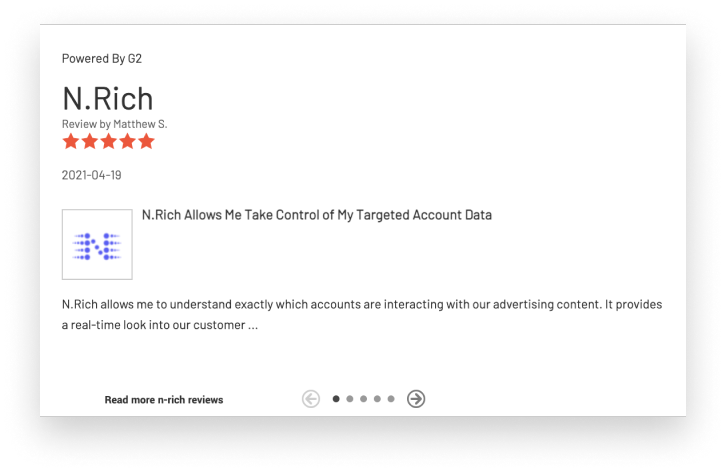 Powered By G2
N.Rich
Review by Matthew S.
2021-04-19
N.Rich Allows Me Take Control of My Targeted Account Data
N.Rich allows me to understand exactly which accounts are interacting with our advertising content. It provides
a real-time look into our customer ...
Read more n-rich reviews